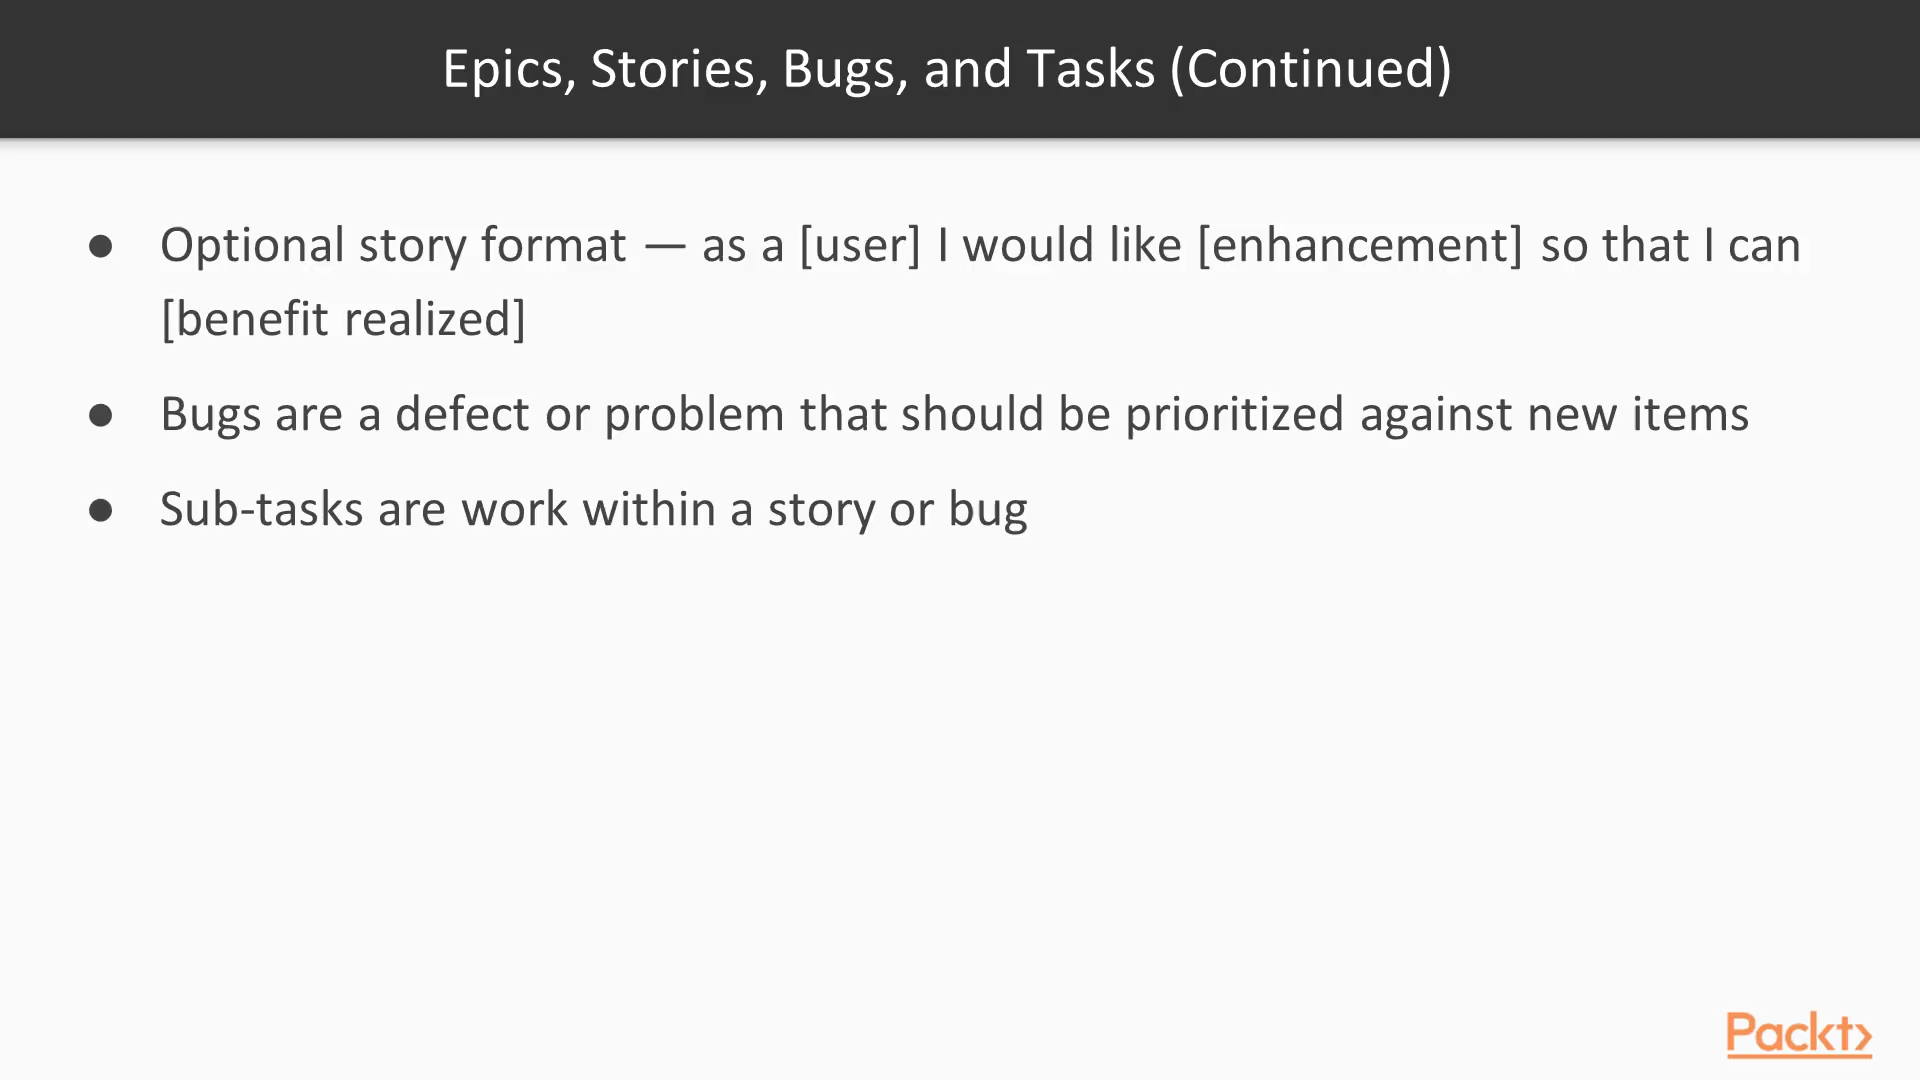 Epics, Stories, Bugs, and Tasks (Continued)
● Optional story format — as a [user] I would like [enhancement] so that I can
[benefit realized]
● Bugs are a defect or problem that should be prioritized against new items
● Sub-tasks are work within a story or bug
Packt>